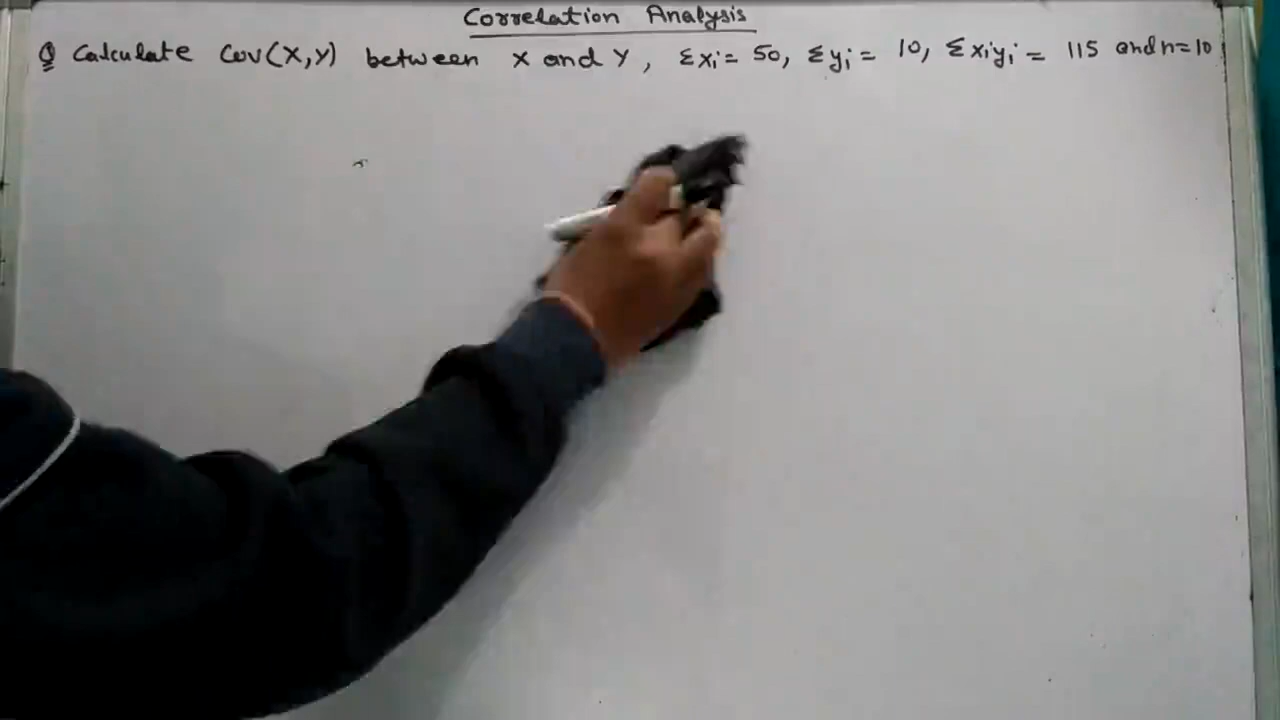 Correlation Analysis
Q Calculate Cov(X,Y) between X and Y, Σxi = 50, Σyi = 10, Σxiyi = 115 and n=10